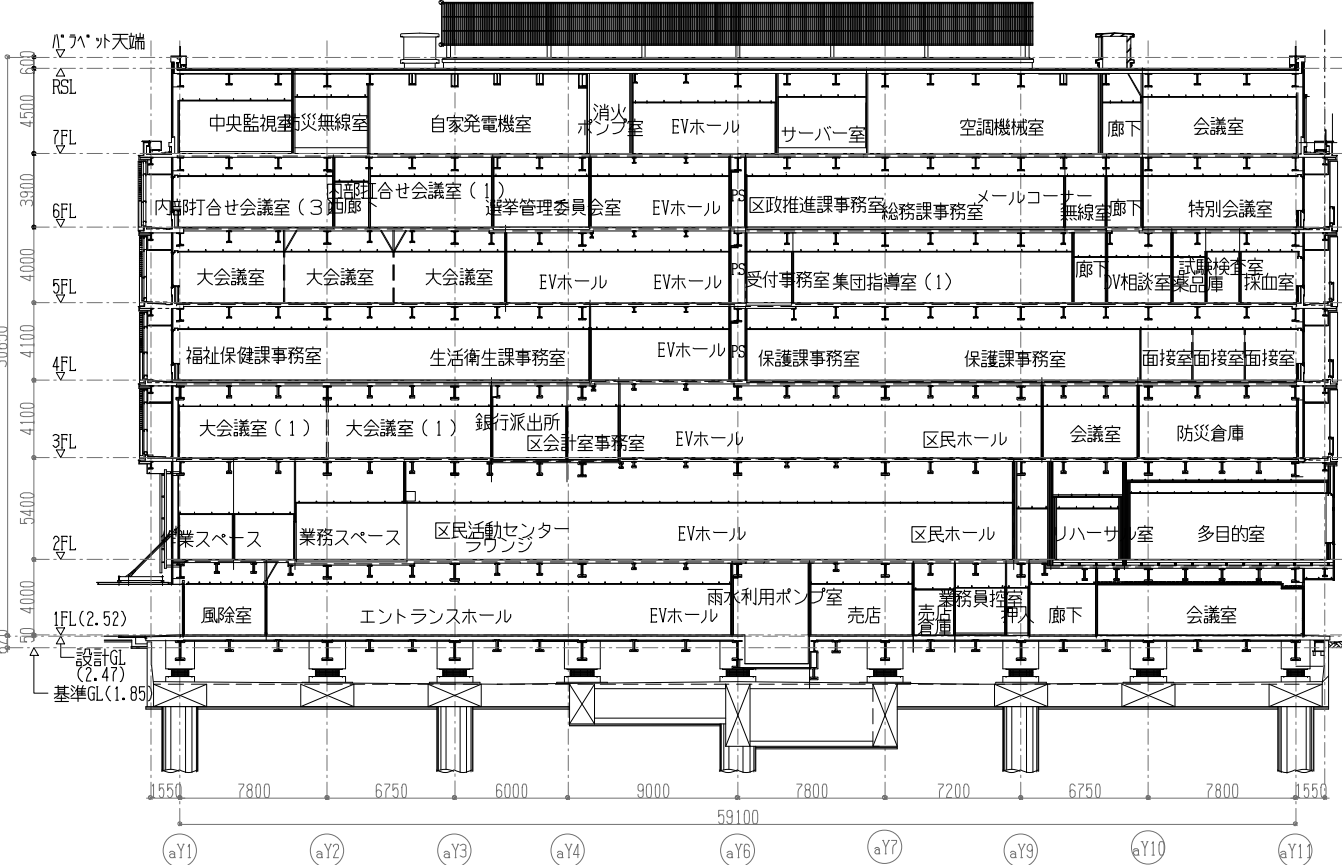 パラペット天端
600
RSL
4500
中央監視室
防災無線室
自家発電機室
消火
ポンプ室
EVホール
サーバー室
空調機械室
廊下
会議室
7FL
3900
内部打合せ会議室（3
西廊下
内部打合せ会議室（1）
選挙管理委員会室
EVホール
PS
区政推進課事務室
総務課事務室
メールコーナー
無線室
廊下
特別会議室
6FL
4000
大会議室
大会議室
大会議室
EVホール
EVホール
PS
受付事務室
集団指導室（1）
廊下
DV相談室
薬品庫
試験検査室
採血室
5FL
4100
福祉保健課事務室
生活衛生課事務室
EVホール
PS
保護課事務室
保護課事務室
面接室
面接室
面接室
4FL
4100
大会議室（1）
大会議室（1）
銀行派出所
区会計室事務室
EVホール
区民ホール
会議室
防災倉庫
3FL
5400
業スペース
業務スペース
区民活動センター
ラウンジ
EVホール
区民ホール
リハーサル室
多目的室
2FL
4000
風除室
エントランスホール
EVホール
雨水利用ポンプ室
売店
売店
倉庫
業務員控室
押入
廊下
会議室
1FL(2.52)
設計GL
(2.47)
基準GL(1.85)
1550
7800
6750
6000
9000
7800
7200
6750
7800
1550
59100
aY1
aY2
aY3
aY4
aY6
aY7
aY9
aY10
aY11